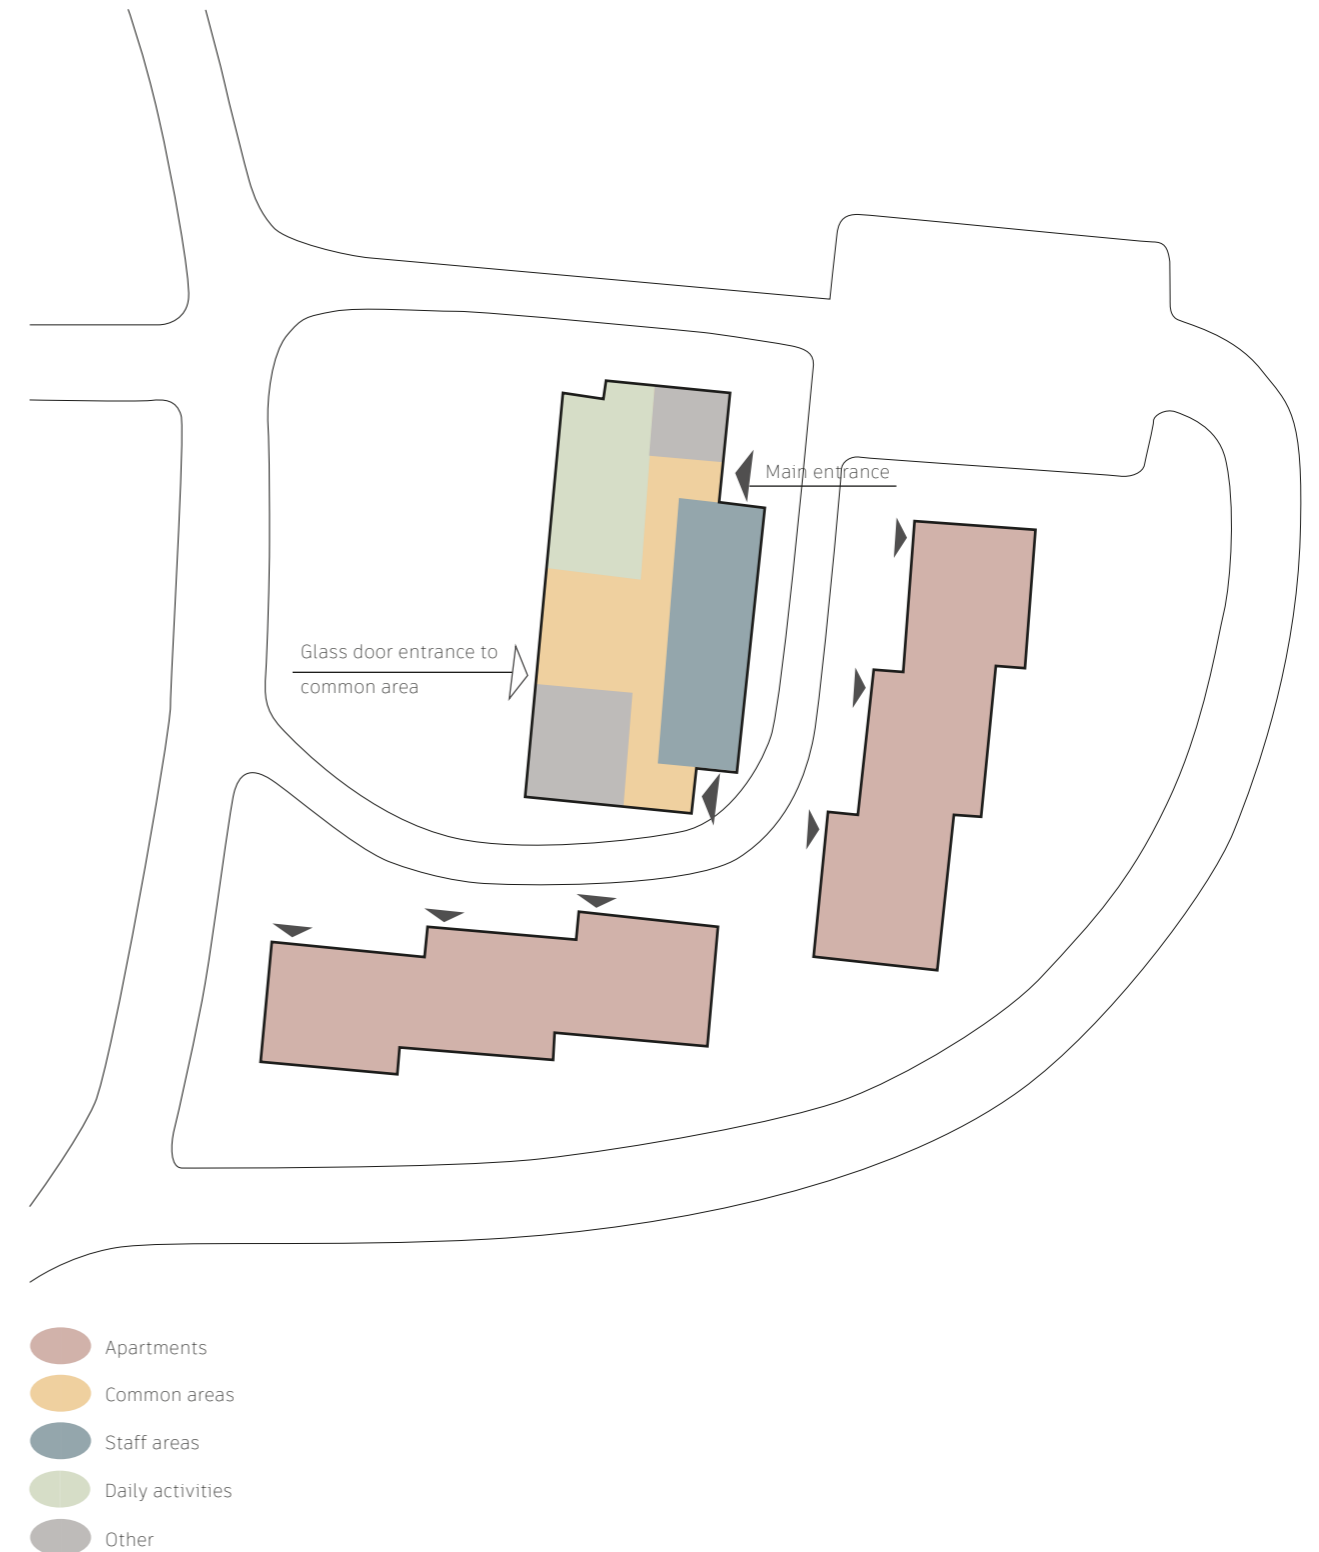 Main entrance
Glass door entrance to
common area
Apartments
Common areas
Staff areas
Daily activities
Other